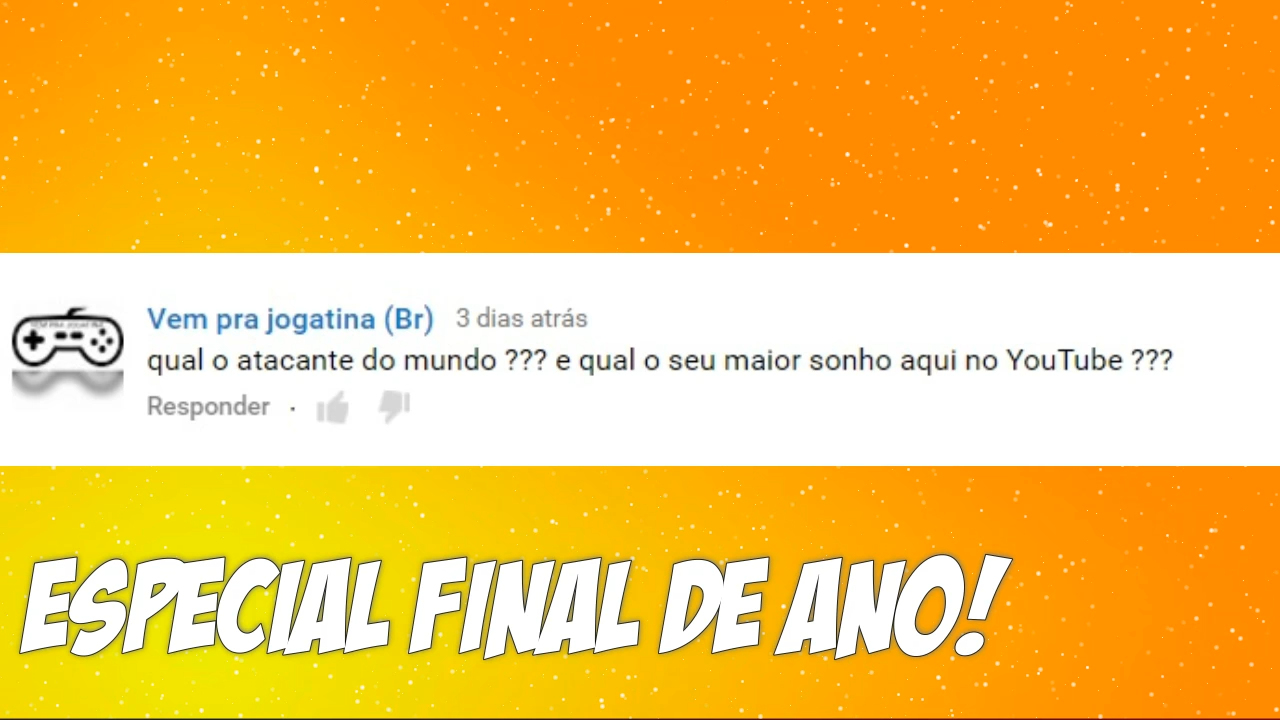 Vem pra jogatina (Br) 3 dias atrás
qual o atacante do mundo ??? e qual o seu maior sonho aqui no YouTube ???
Responder ·
ESPECIAL FINAL DE ANO!